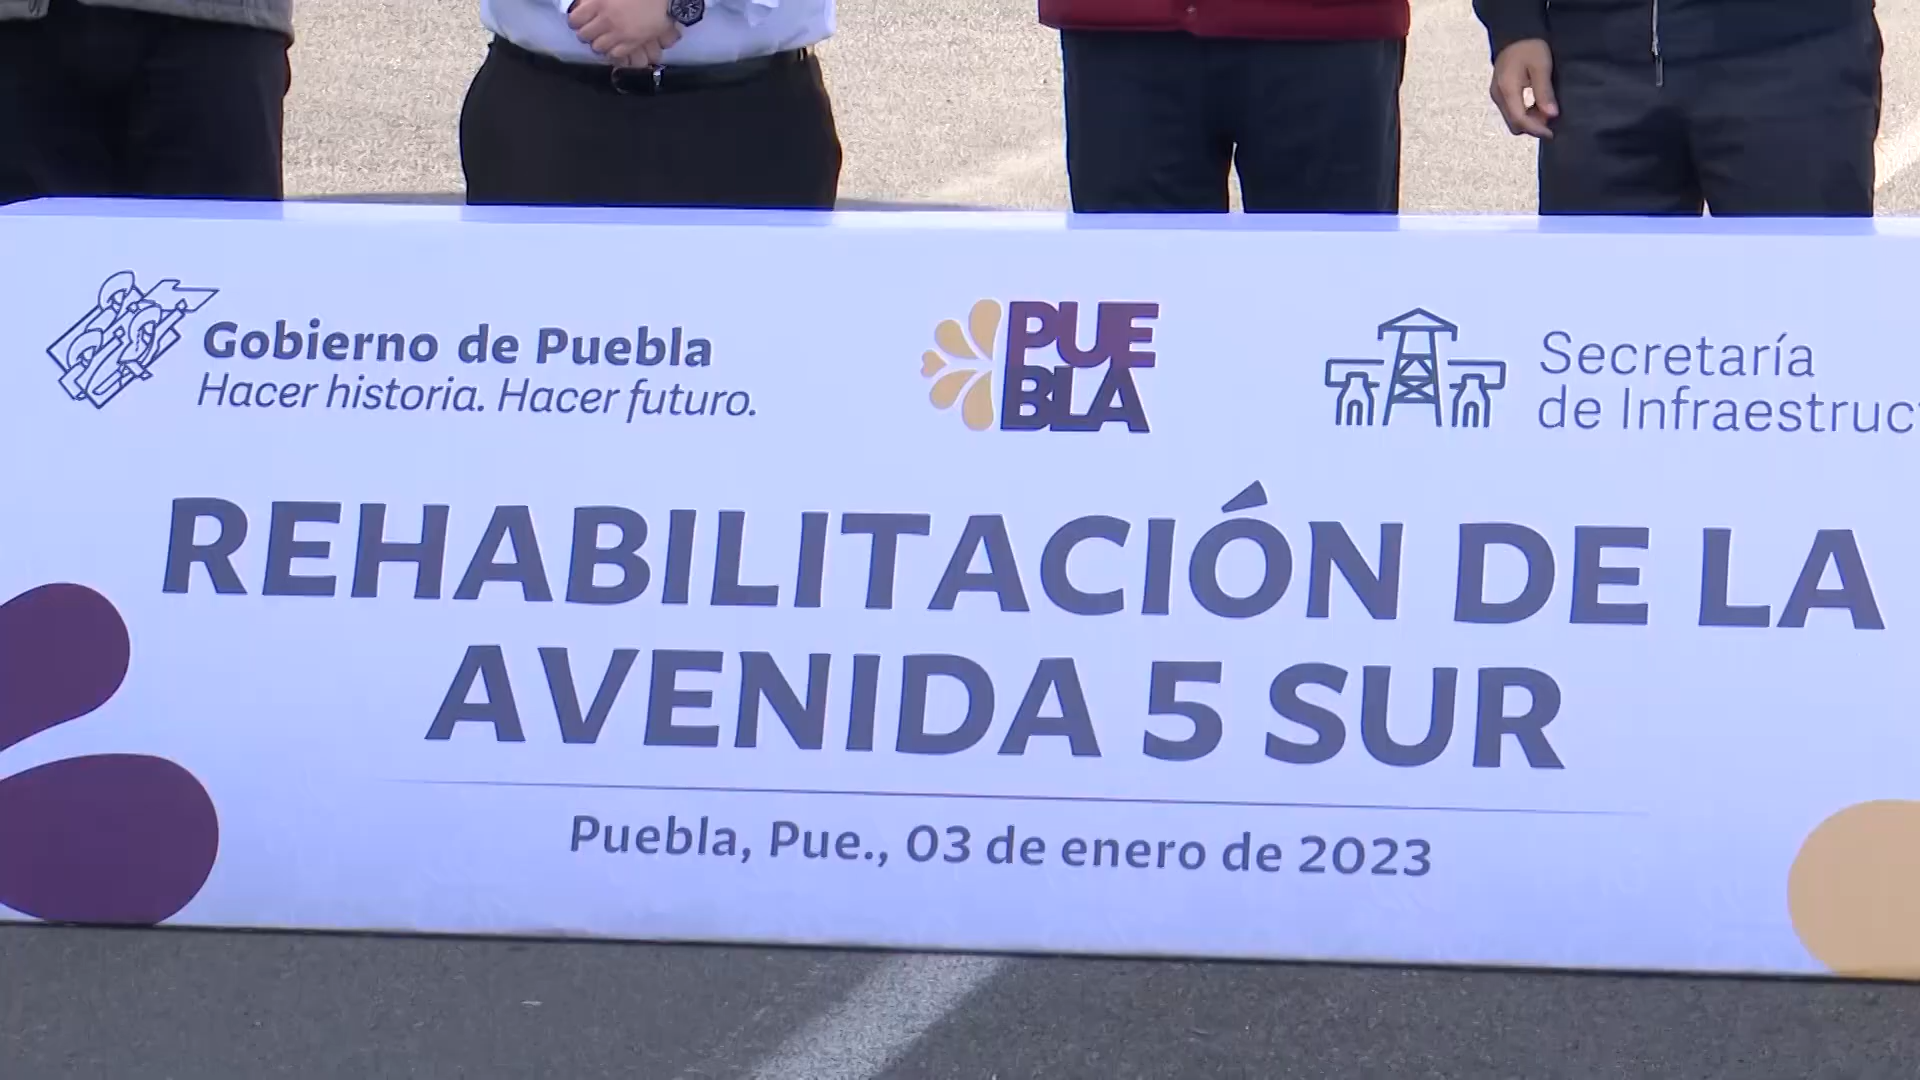 Gobierno de Puebla
Hacer historia. Hacer futuro.
PUE
BLA
Secretaría
de Infraestruc
REHABILITACIÓN DE LA
AVENIDA 5 SUR
Puebla, Pue., 03 de enero de 2023